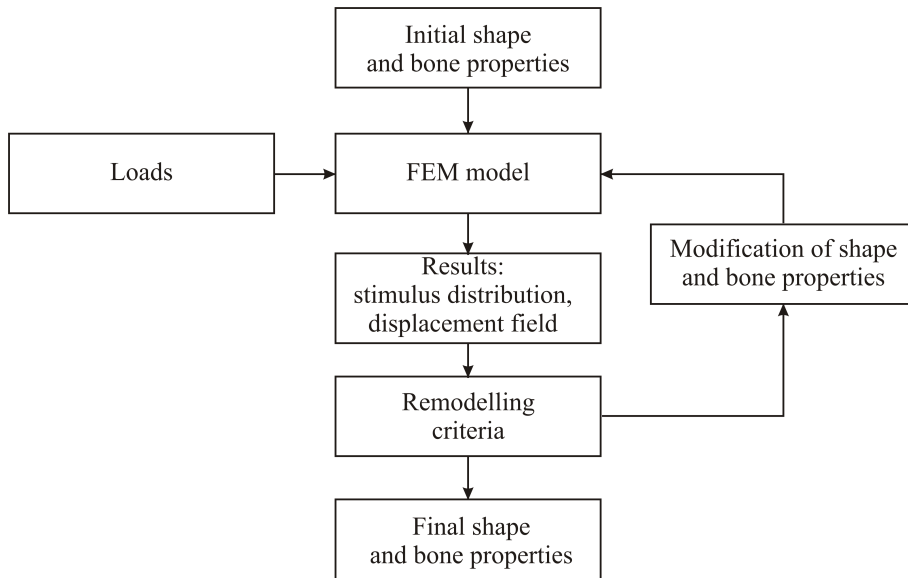 Initial shape
and bone properties
Loads
FEM model
Modification of shape
and bone properties
Results:
stimulus distribution,
displacement field
Remodelling
criteria
Final shape
and bone properties